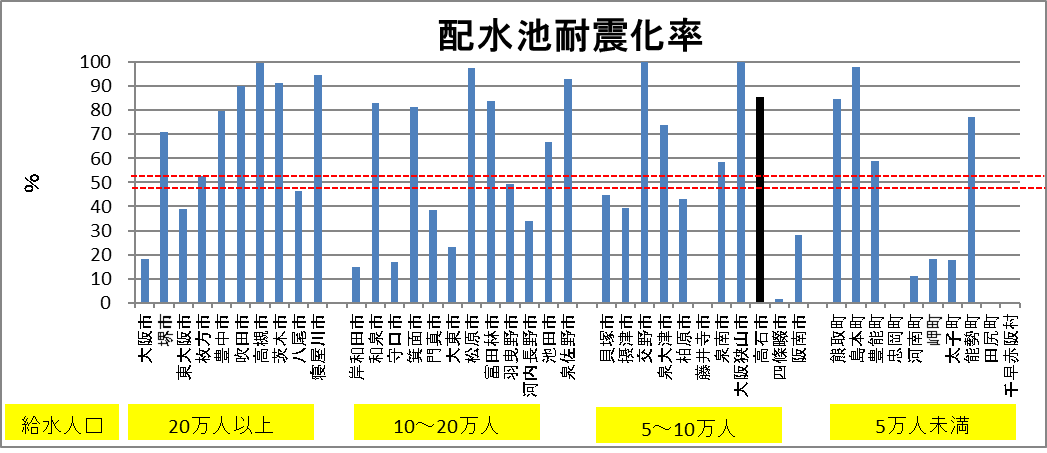 配水池耐震化率
%
100
90
80
70
60
50
40
30
20
10
0
大阪市
堺市
東大阪市
枚方市
豊中市
吹田市
高槻市
茨木市
八尾市
寝屋川市
岸和田市
和泉市
守口市
箕面市
門真市
大東市
松原市
富田林市
羽曳野市
河内長野市
池田市
泉佐野市
貝塚市
摂津市
交野市
泉大津市
柏原市
藤井寺市
泉南市
大阪狭山市
高石市
四條畷市
阪南市
熊取町
島本町
豊能町
忠岡町
河南町
岬町
太子町
能勢町
田尻町
千早赤阪村
給水人口
20万人以上
10～20万人
5～10万人
5万人未満